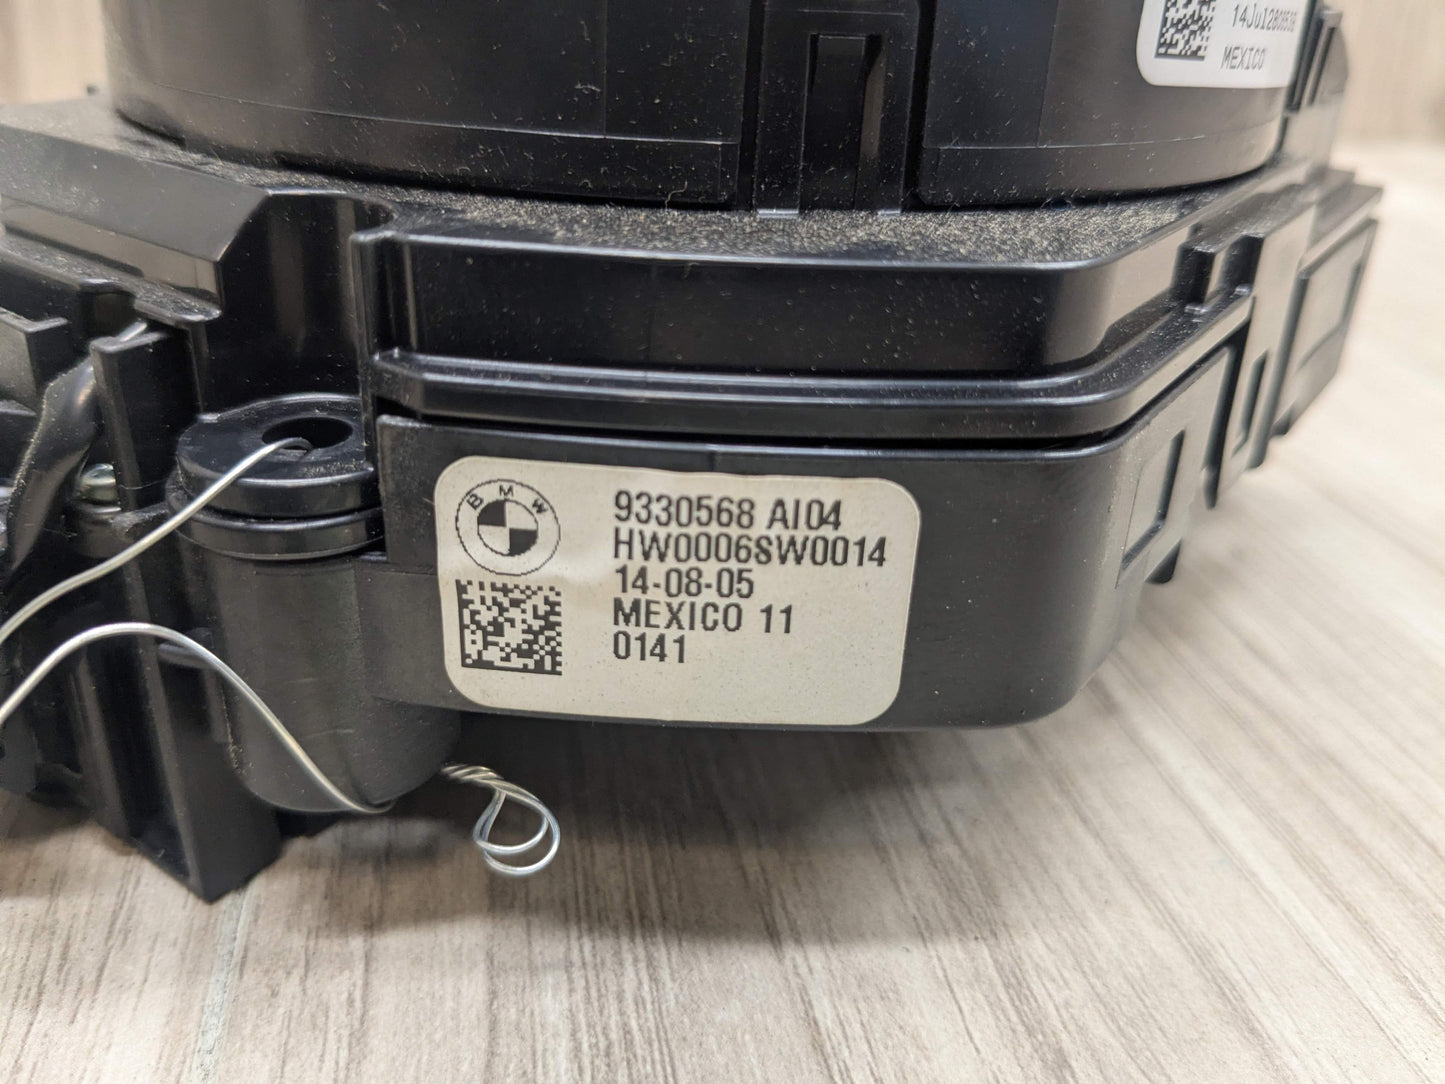 MEXICO
BMW
9330568 AI04
HW0006SW0014
14-08-05
MEXICO 11
0141